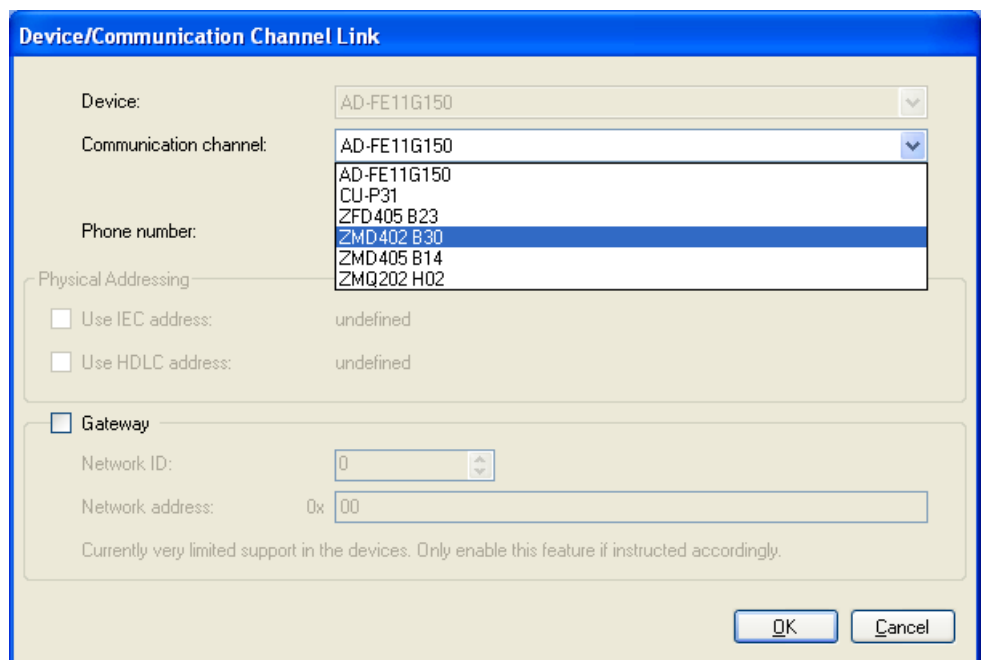 Device/Communication Channel Link
Device: AD-FE11G150
Communication channel: AD-FE11G150
AD-FE11G150
CU-P31
ZFD405 B23
Phone number:
ZMD402 B30
ZMD405 B14
ZMQ202 H02
Physical Addressing
Use IEC address: undefined
Use HDLC address: undefined
Gateway
Network ID: 0
Network address: 0x 00
Currently very limited support in the devices. Only enable this feature if instructed accordingly.
OK Cancel